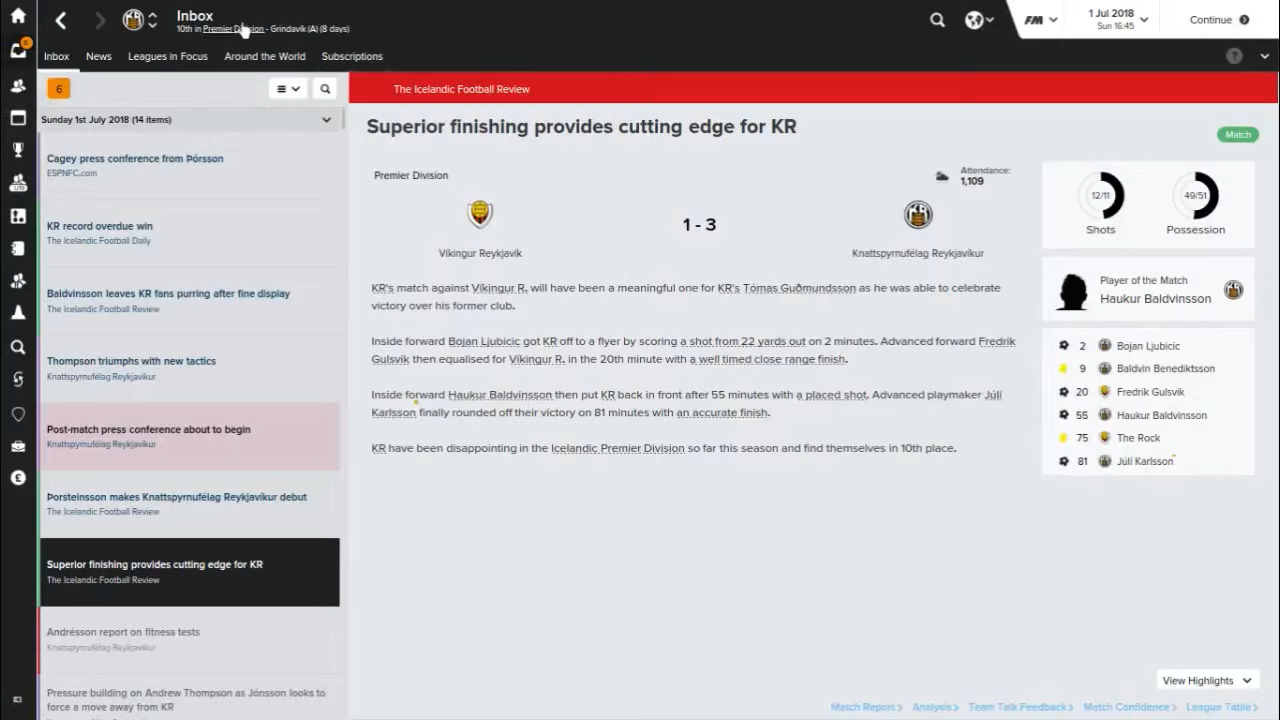 Inbox
10th in Premier Division - Grindavík (A) (8 days)
FM
1 Jul 2018
Sun 16:45
Continue
Inbox
News
Leagues in Focus
Around the World
Subscriptions
6
Sunday 1st July 2018 (14 items)
Cagey press conference from Þórsson
ESPNFC.com
KR record overdue win
The Icelandic Football Daily
Baldvinsson leaves KR fans purring after fine display
The Icelandic Football Review
Thompson triumphs with new tactics
Knattspyrnufélag Reykjavíkur
Post-match press conference about to begin
Knattspyrnufélag Reykjavíkur
Þorsteinsson makes Knattspyrnufélag Reykjavíkur debut
The Icelandic Football Review
Superior finishing provides cutting edge for KR
The Icelandic Football Review
Andrésson report on fitness tests
Knattspyrnufélag Reykjavíkur
Pressure building on Andrew Thompson as Jónsson looks to
force a move away from KR
The Icelandic Football Review
Superior finishing provides cutting edge for KR
Match
Premier Division
Attendance:
1,109
1 - 3
Víkingur Reykjavík
Knattspyrnufélag Reykjavíkur
KR's match against Víkingur R. will have been a meaningful one for KR's Tómas Guðmundsson as he was able to celebrate
victory over his former club.
Inside forward Bojan Ljubicic got KR off to a flyer by scoring a shot from 22 yards out on 2 minutes. Advanced forward Fredrik
Gulsvik then equalised for Víkingur R. in the 20th minute with a well timed close range finish.
Inside forward Haukur Baldvinsson then put KR back in front after 55 minutes with a placed shot. Advanced playmaker Júlí
Karlsson finally rounded off their victory on 81 minutes with an accurate finish.
KR have been disappointing in the Icelandic Premier Division so far this season and find themselves in 10th place.
12/11
49/51
Shots
Possession
Player of the Match
Haukur Baldvinsson
2 Bojan Ljubicic
9 Baldvin Benediktsson
20 Fredrik Gulsvik
55 Haukur Baldvinsson
75 The Rock
81 Júlí Karlsson
View Highlights
Match Report
Analysis
Team Talk Feedback
Match Confidence
League Table